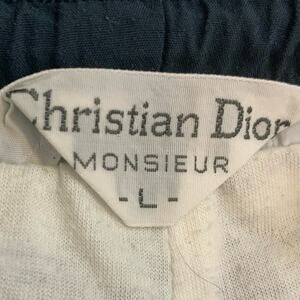 Christian Dior
MONSIEUR
- L -